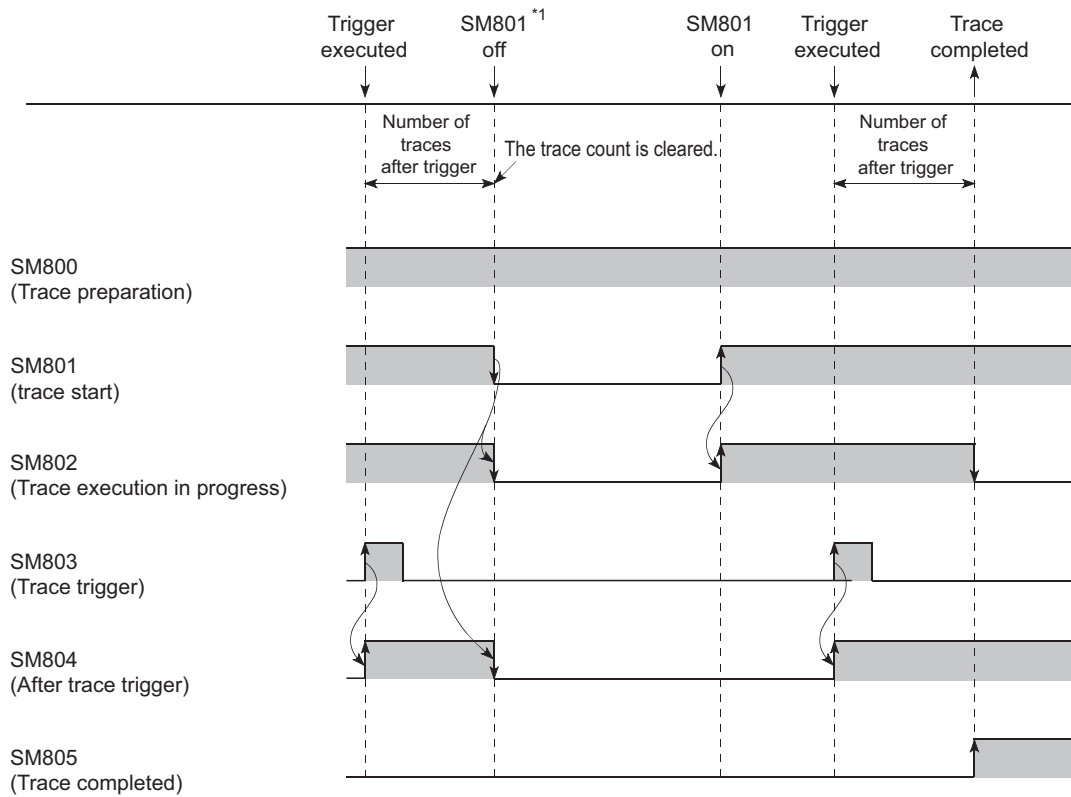 Trigger
executed
SM801 *1
off
SM801
on
Trigger
executed
Trace
completed
Number of
traces
after trigger
The trace count is cleared.
Number of
traces
after trigger
SM800
(Trace preparation)
SM801
(trace start)
SM802
(Trace execution in progress)
SM803
(Trace trigger)
SM804
(After trace trigger)
SM805
(Trace completed)